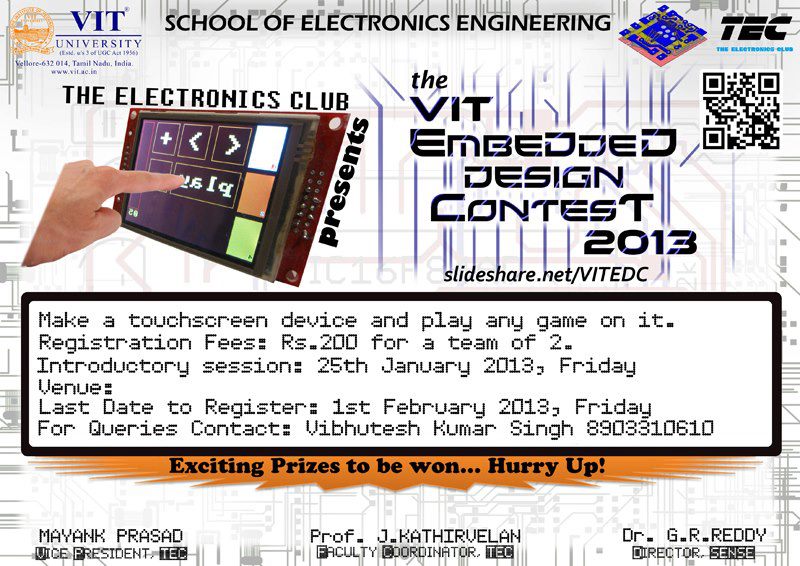 VIT®
UNIVERSITY
(Estd. u/s 3 of UGC Act 1956)
Vellore-632 014, Tamil Nadu, India.
www.vit.ac.in
SCHOOL OF ELECTRONICS ENGINEERING
TEC
THE ELECTRONICS CLUB
THE ELECTRONICS CLUB
presents
+ < >
play
the
VIT
EMBEDDED
DESIGN
CONTEST
2013
slideshare.net/VITEDC
Make a touchscreen device and play any game on it.
Registration Fees: Rs.200 for a team of 2.
Introductory session: 25th January 2013, Friday
Venue:
Last Date to Register: 1st February 2013, Friday
For Queries Contact: Vibhutesh Kumar Singh 8903310610
Exciting Prizes to be won... Hurry Up!
MAYANK PRASAD
VICE PRESIDENT, TEC
Prof. J.KATHIRVELAN
FACULTY COORDINATOR, TEC
Dr. G.R.REDDY
DIRECTOR, SENSE